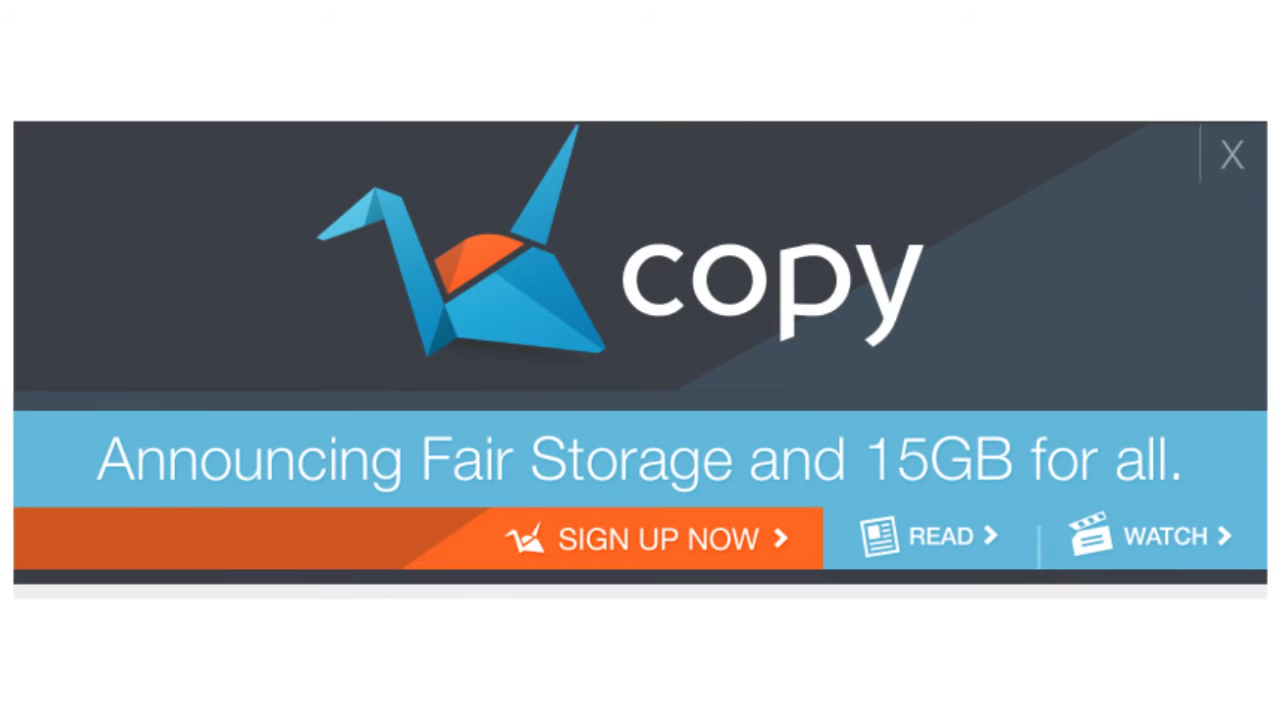 X
copy
Announcing Fair Storage and 15GB for all.
SIGN UP NOW
READ
WATCH